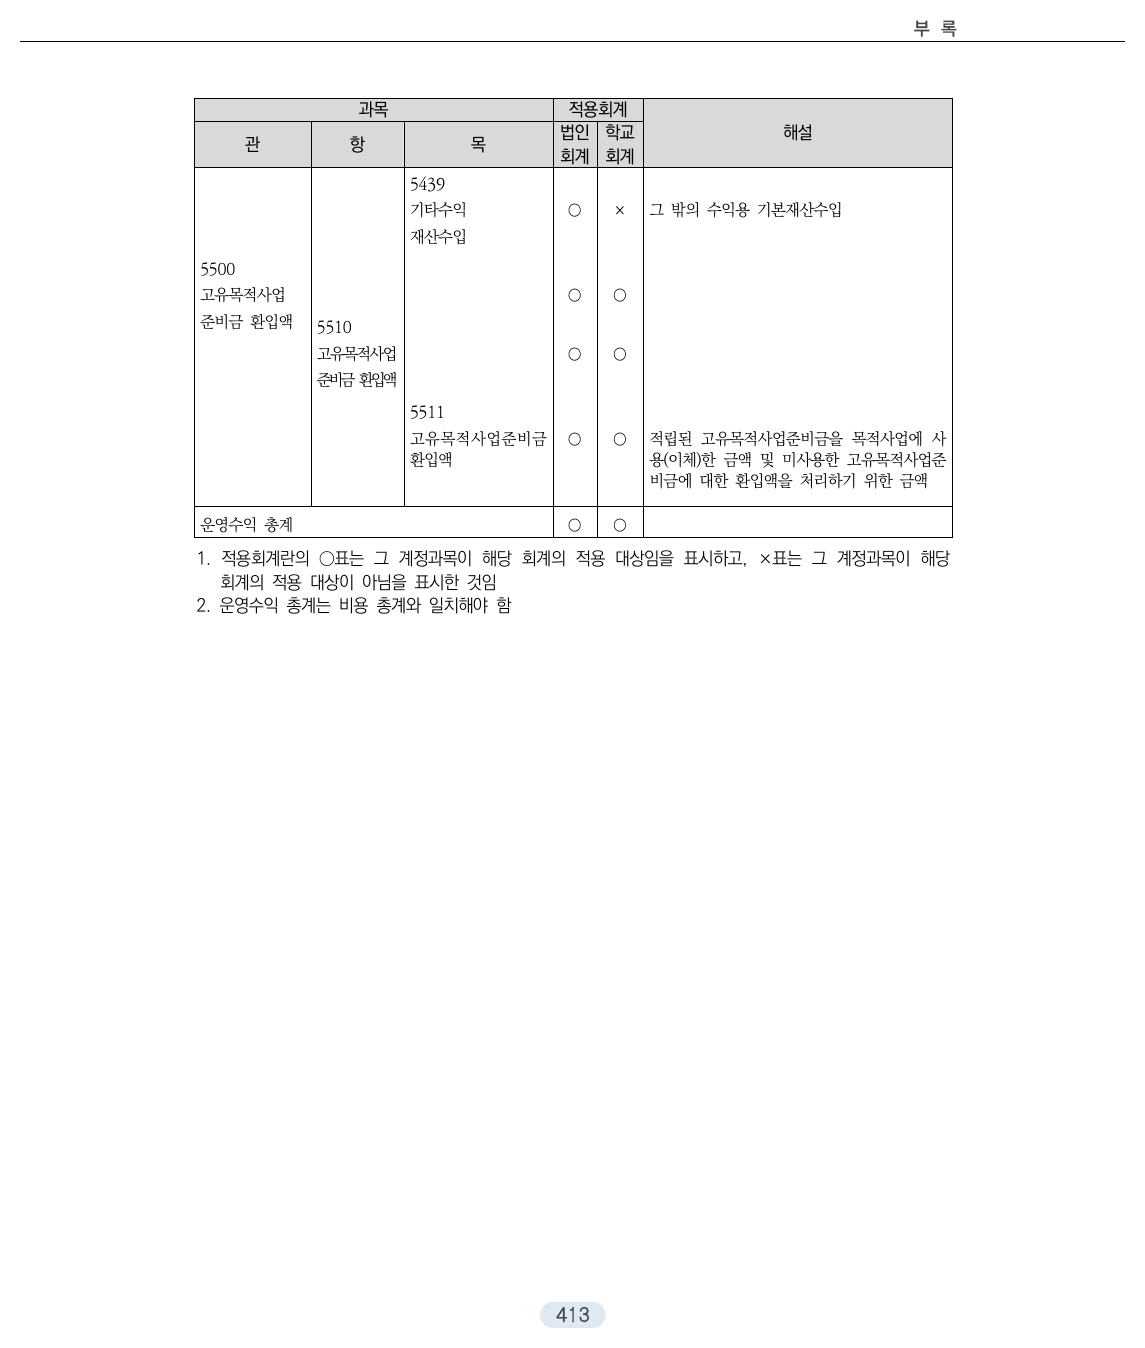 부 록
과목 적용회계 해설
관 항 목 법인 회계 학교 회계
5439
기타수익 ○ × 그 밖의 수익용 기본재산수입
재산수입
5500
고유목적사업 ○ ○
준비금 환입액
5510
고유목적사업 ○ ○
준비금 환입액
5511
고유목적사업준비금 ○ ○ 적립된 고유목적사업준비금을 목적사업에 사
환입액 용(이체)한 금액 및 미사용한 고유목적사업준
비금에 대한 환입액을 처리하기 위한 금액
운영수익 총계 ○ ○
1. 적용회계란의 ○표는 그 계정과목이 해당 회계의 적용 대상임을 표시하고, ×표는 그 계정과목이 해당
회계의 적용 대상이 아님을 표시한 것임
2. 운영수익 총계는 비용 총계와 일치해야 함
413